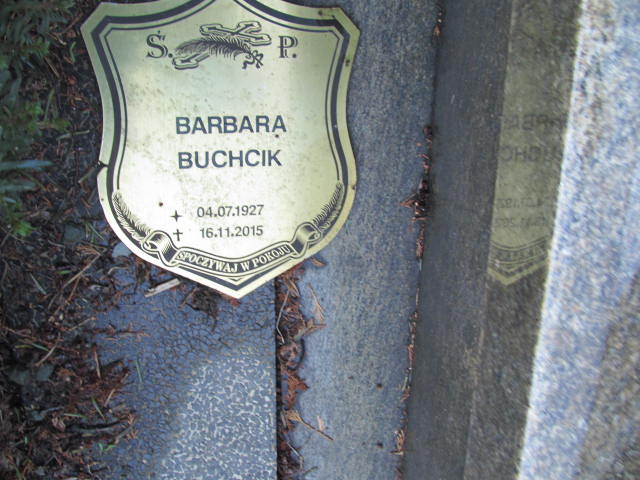 Ś. P.
BARBARA
BUCHCIK
04.07.1927
16.11.2015
SPOCZYWAJ W POKOJU